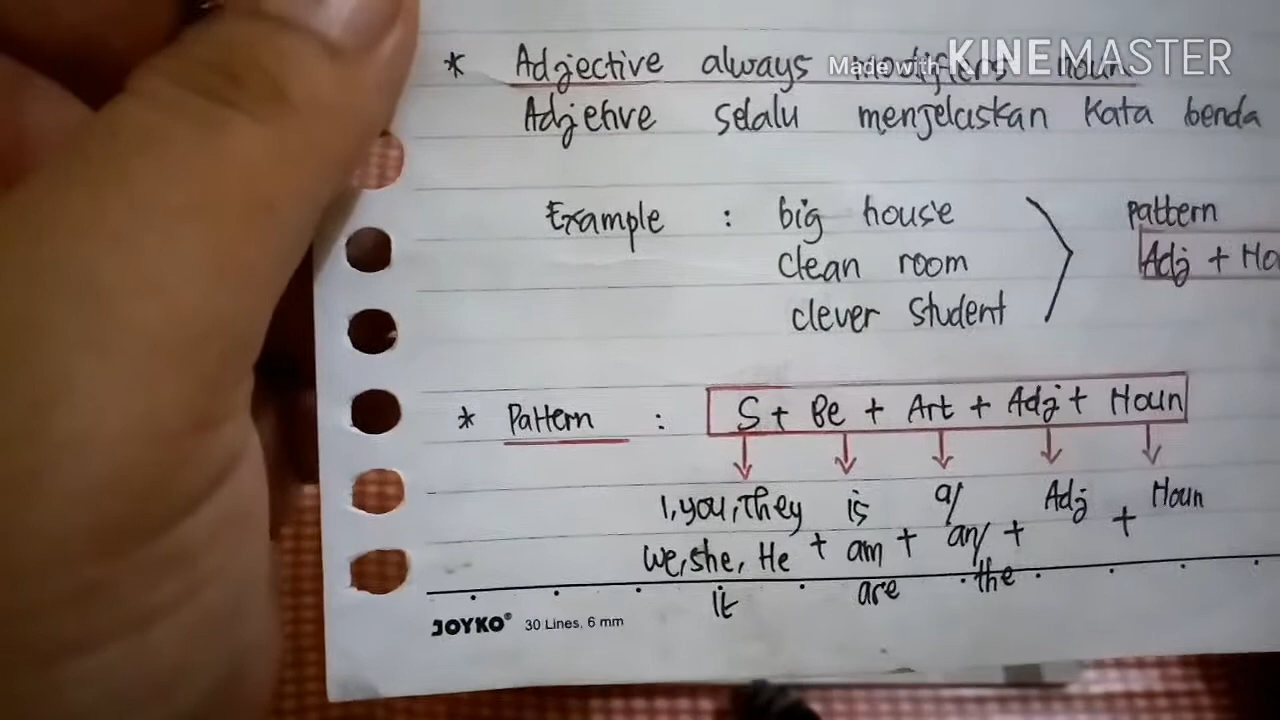 * Adjective always modifiers noun
Made with KINEMASTER
Adjetive selalu menjelaskan kata benda
Example : big house
clean room
clever student
pattern
Adj + No
* Pattern : S + Be + Art + Adj + Noun
I, you, They is a/ Adj Noun
we, she, He + am + an/ + +
it are the
JOYKO® 30 Lines, 6 mm